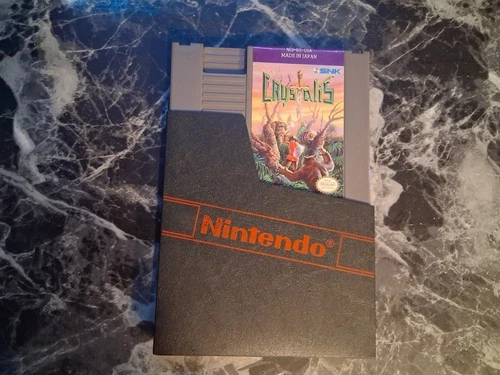 MADE IN JAPAN
SNK
CRYSTALIS
Nintendo®